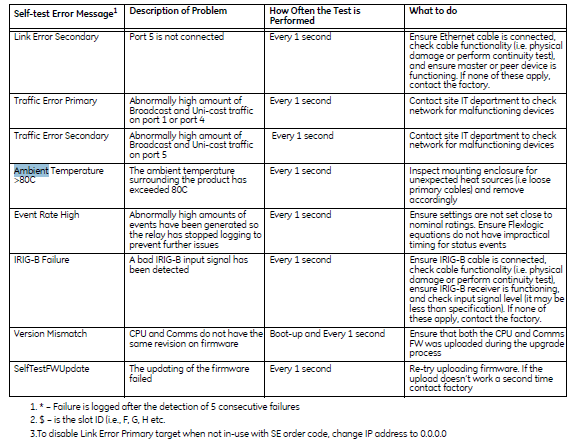 Self-test Error Message1 Description of Problem How Often the Test is Performed What to do
Link Error Secondary Port 5 is not connected Every 1 second Ensure Ethernet cable is connected,
check cable functionality (i.e. physical
damage or perform continuity test),
and ensure master or peer device is
functioning. If none of these apply,
contact the factory.
Traffic Error Primary Abnormally high amount of Every 1 second Contact site IT department to check
Broadcast and Uni-cast traffic network for malfunctioning devices
on port 1 or port 4
Traffic Error Secondary Abnormally high amount of Every 1 second Contact site IT department to check
Broadcast and Uni-cast traffic network for malfunctioning devices
on port 5
Ambient Temperature The ambient temperature Every 1 second Inspect mounting enclosure for
>80C surrounding the product has unexpected heat sources (i.e loose
exceeded 80C primary cables) and remove
accordingly
Event Rate High Abnormally high amounts of Every 1 second Ensure settings are not set close to
events have been generated so nominal ratings. Ensure Flexlogic
the relay has stopped logging to equations do not have impractical
prevent further issues timing for status events
IRIG-B Failure A bad IRIG-B input signal has Every 1 second Ensure IRIG-B cable is connected,
been detected check cable functionality (i.e. physical
damage or perform continuity test),
ensure IRIG-B receiver is functioning,
and check input signal level (it may be
less than specification). If none of
these apply, contact the factory.
Version Mismatch CPU and Comms do not have the Boot-up and Every 1 second Ensure that both the CPU and Comms
same revision on firmware FW was uploaded during the upgrade
process
SelfTestFWUpdate The updating of the firmware Every 1 second Re-try uploading firmware. If the
failed upload doesn't work a second time
contact factory
1. * – Failure is logged after the detection of 5 consecutive failures
2. $ – is the slot ID (i.e., F, G, H etc.
3.To disable Link Error Primary target when not in-use with SE order code, change IP address to 0.0.0.0